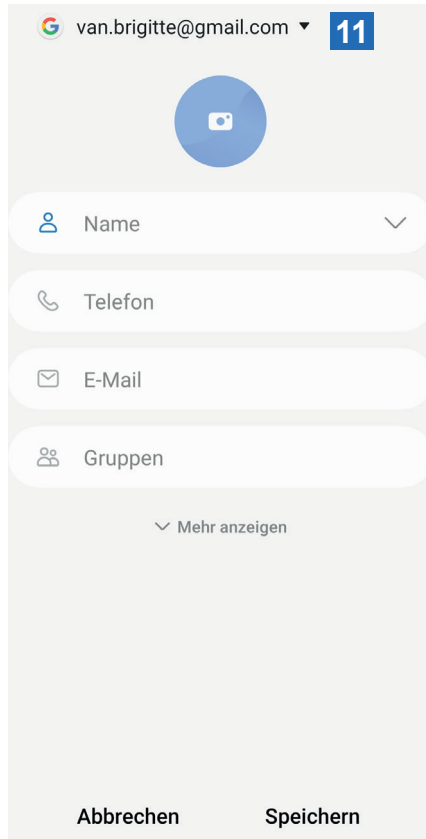 van.brigitte@gmail.com 11
Name
Telefon
E-Mail
Gruppen
Mehr anzeigen
Abbrechen Speichern